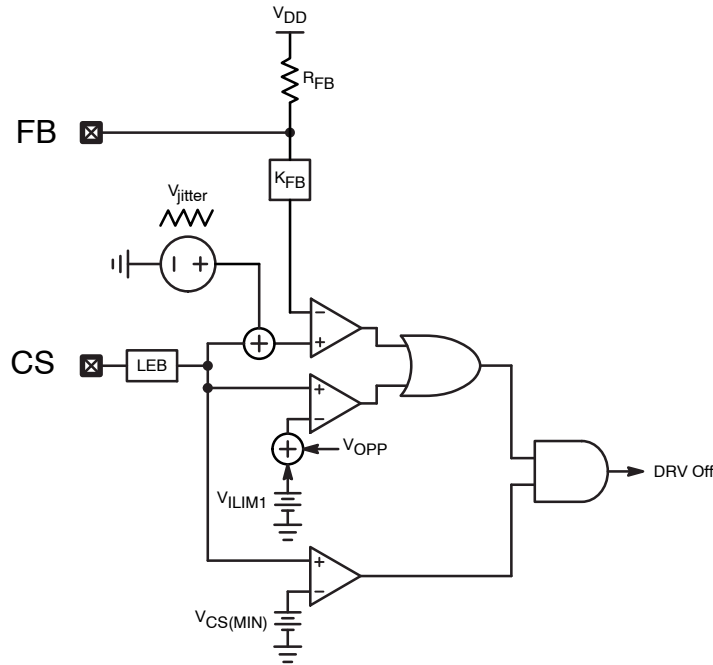 VDD
RFB
FB
KFB
Vjitter
− +
− +
CS
LEB
+
+
−
+
VOPP
VILIM1
DRV Off
+
−
VCS(MIN)